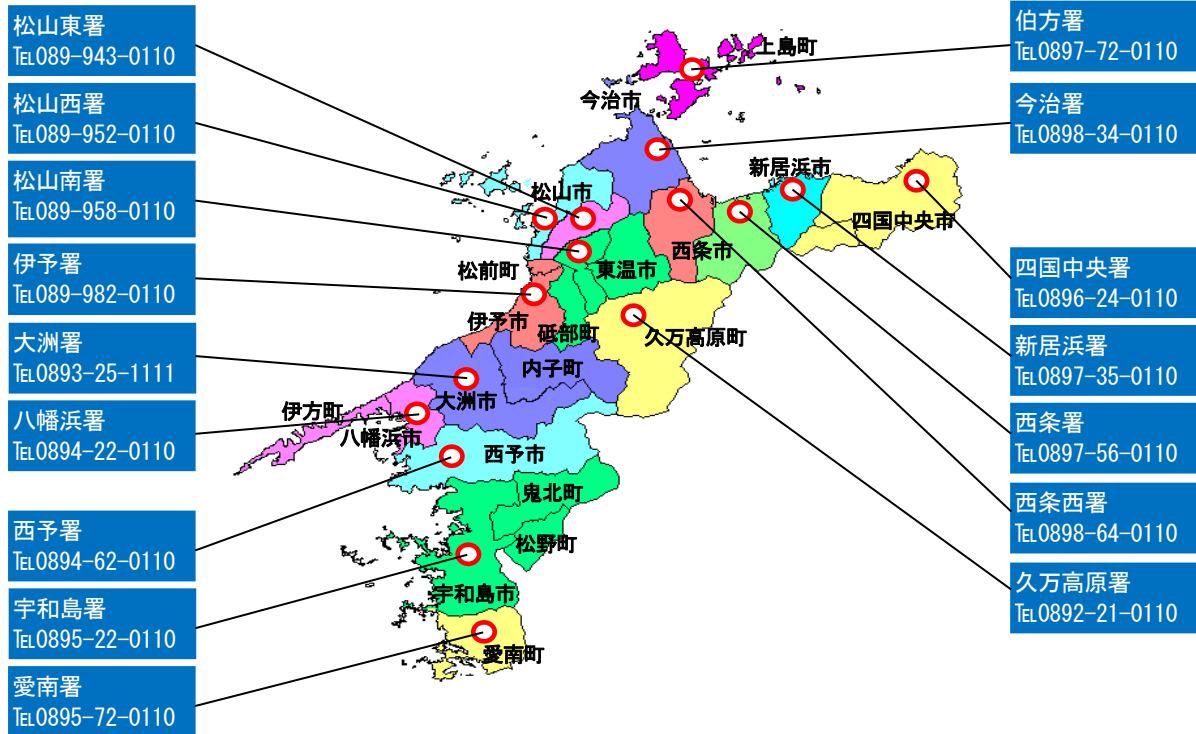 松山東署
℡089-943-0110
松山西署
℡089-952-0110
松山南署
℡089-958-0110
伊予署
℡089-982-0110
大洲署
℡0893-25-1111
八幡浜署
℡0894-22-0110
西予署
℡0894-62-0110
宇和島署
℡0895-22-0110
愛南署
℡0895-72-0110
上島町
今治市
新居浜市
松山市
四国中央市
西条市
東温市
松前町
伊予市
砥部町
久万高原町
内子町
大洲市
伊方町
八幡浜市
西予市
鬼北町
松野町
宇和島市
愛南町
伯方署
℡0897-72-0110
今治署
℡0898-34-0110
四国中央署
℡0896-24-0110
新居浜署
℡0897-35-0110
西条署
℡0897-56-0110
西条西署
℡0898-64-0110
久万高原署
℡0892-21-0110